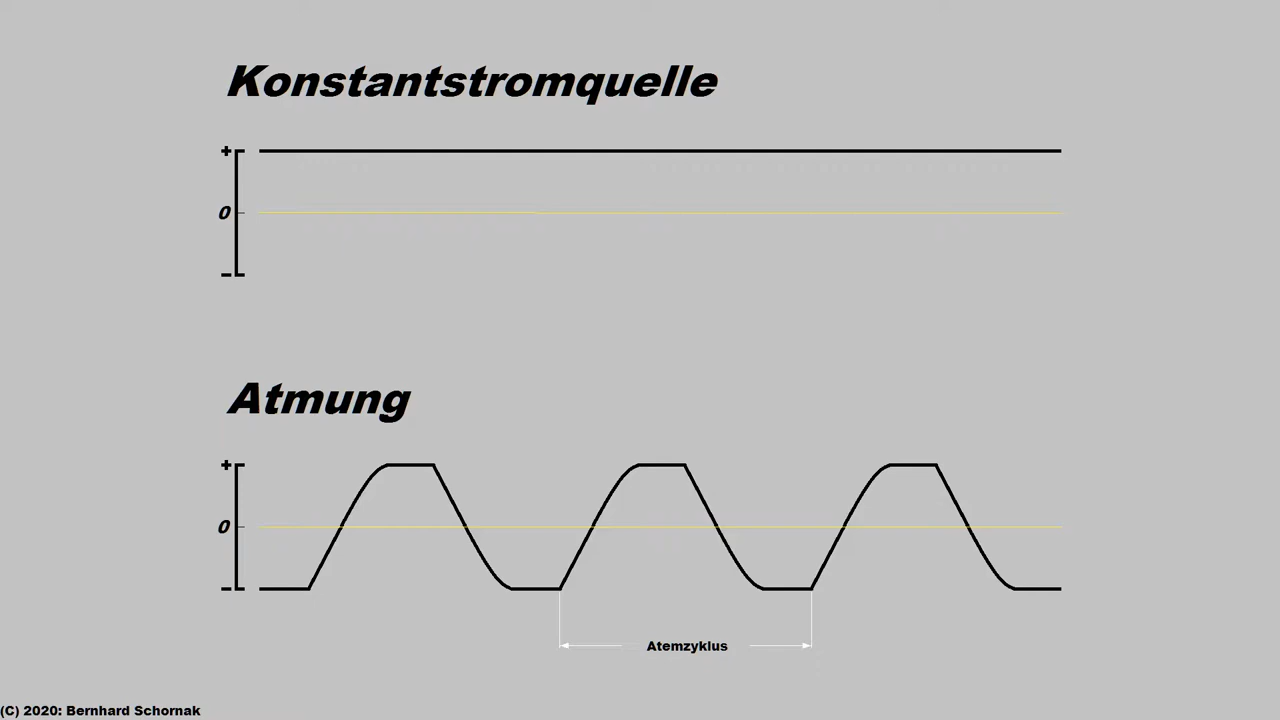 Konstantstromquelle
+
0
-
Atmung
+
0
-
Atemzyklus
(C) 2020: Bernhard Schornak